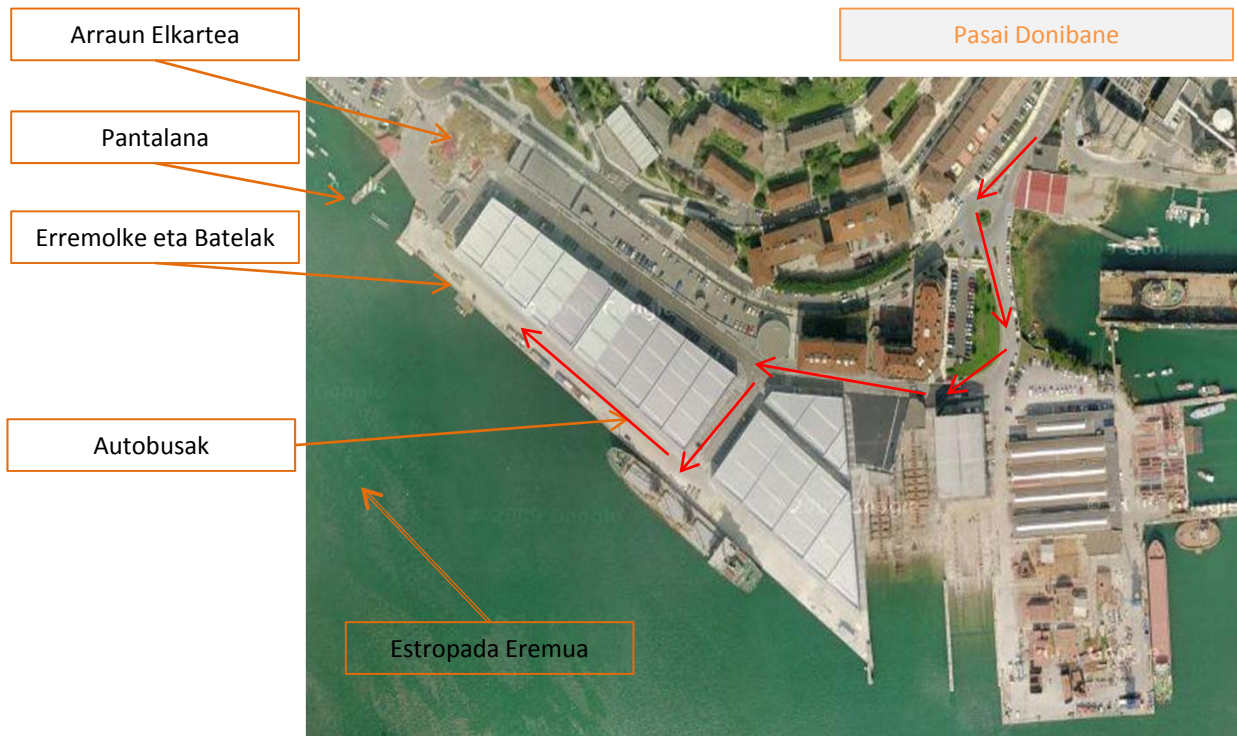 Arraun Elkartea
Pasai Donibane
Pantalana
Erremolke eta Batelak
Autobusak
Estropada Eremua